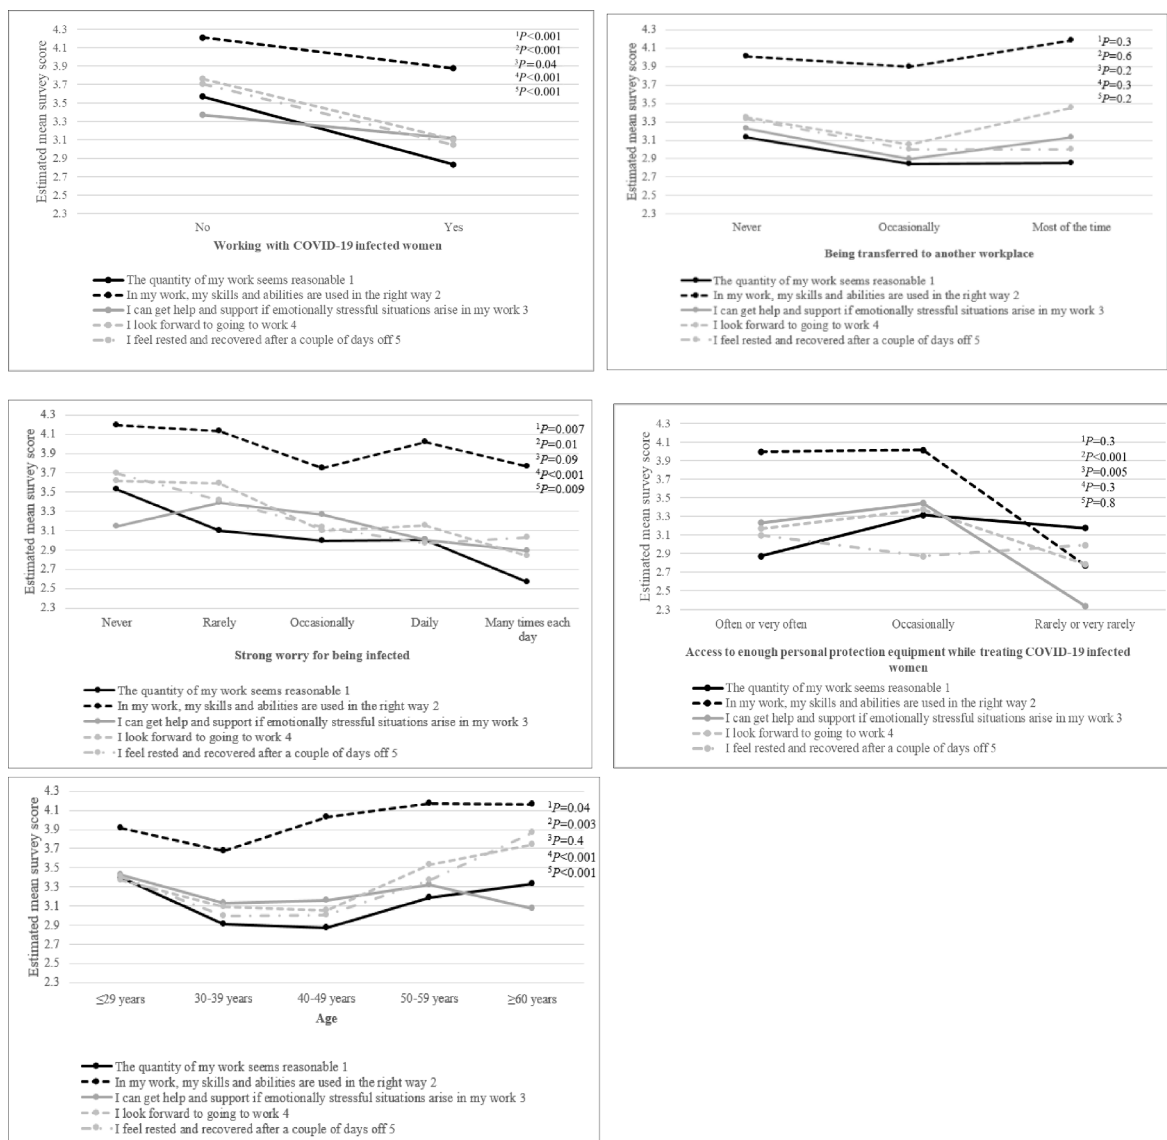 Estimated mean survey score
4.3
4.1
3.9
3.7
3.5
3.3
3.1
2.9
2.7
2.5
2.3
¹P<0.001
²P<0.001
³P=0.04
⁴P<0.001
⁵P<0.001
No Yes
Working with COVID-19 infected women
The quantity of my work seems reasonable 1
In my work, my skills and abilities are used in the right way 2
I can get help and support if emotionally stressful situations arise in my work 3
I look forward to going to work 4
I feel rested and recovered after a couple of days off 5
Estimated mean survey score
4.3
4.1
3.9
3.7
3.5
3.3
3.1
2.9
2.7
2.5
2.3
¹P=0.3
²P=0.6
³P=0.2
⁴P=0.3
⁵P=0.2
Never Occasionally Most of the time
Being transferred to another workplace
The quantity of my work seems reasonable 1
In my work, my skills and abilities are used in the right way 2
I can get help and support if emotionally stressful situations arise in my work 3
I look forward to going to work 4
I feel rested and recovered after a couple of days off 5
Estimated mean survey score
4.3
4.1
3.9
3.7
3.5
3.3
3.1
2.9
2.7
2.5
2.3
¹P=0.007
²P=0.01
³P=0.09
⁴P<0.001
⁵P=0.009
Never Rarely Occasionally Daily Many times each
day
Strong worry for being infected
The quantity of my work seems reasonable 1
In my work, my skills and abilities are used in the right way 2
I can get help and support if emotionally stressful situations arise in my work 3
I look forward to going to work 4
I feel rested and recovered after a couple of days off 5
Estimated mean survey score
4.3
4.1
3.9
3.7
3.5
3.3
3.1
2.9
2.7
2.5
2.3
¹P=0.3
²P<0.001
³P=0.005
⁴P=0.3
⁵P=0.8
Often or very often Occasionally Rarely or very rarely
Access to enough personal protection equipment while treating COVID-19 infected
women
The quantity of my work seems reasonable 1
In my work, my skills and abilities are used in the right way 2
I can get help and support if emotionally stressful situations arise in my work 3
I look forward to going to work 4
I feel rested and recovered after a couple of days off 5
Estimated mean survey score
4.3
4.1
3.9
3.7
3.5
3.3
3.1
2.9
2.7
2.5
2.3
¹P=0.04
²P=0.003
³P=0.4
⁴P<0.001
⁵P<0.001
≤29 years 30-39 years 40-49 years 50-59 years ≥60 years
Age
The quantity of my work seems reasonable 1
In my work, my skills and abilities are used in the right way 2
I can get help and support if emotionally stressful situations arise in my work 3
I look forward to going to work 4
I feel rested and recovered after a couple of days off 5